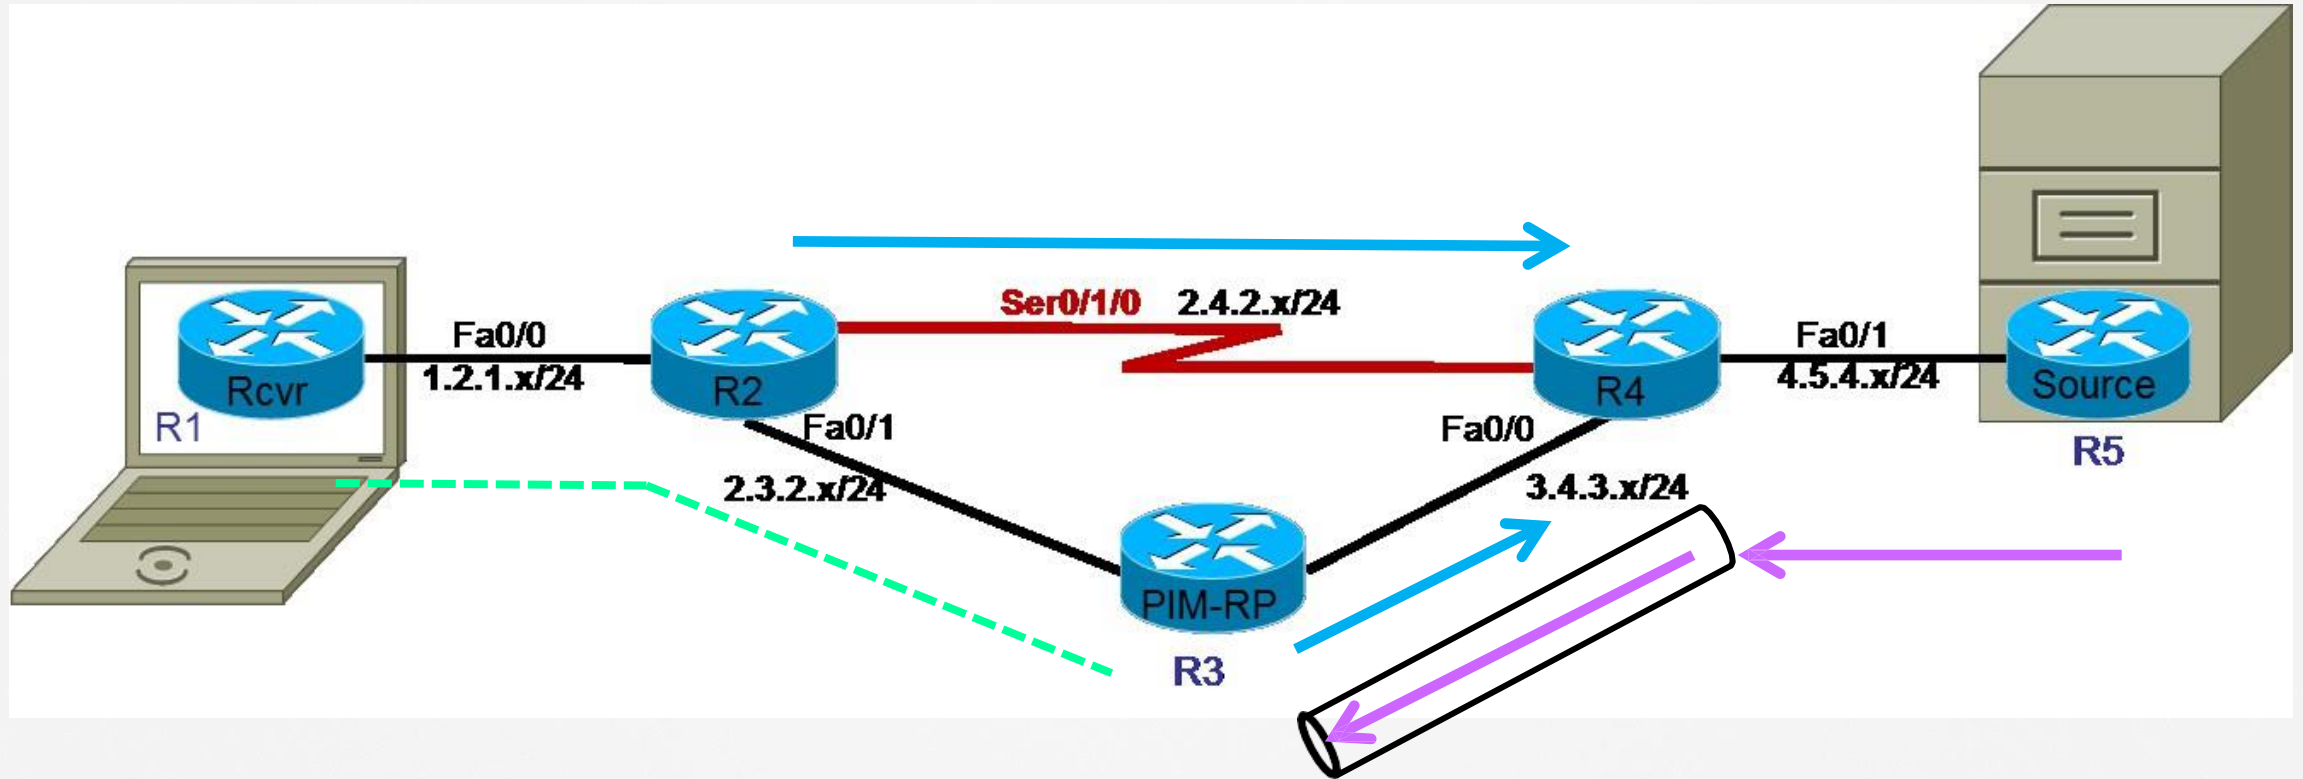 Ser0/1/0 2.4.2.x/24
Fa0/0
1.2.1.x/24
Fa0/1
4.5.4.x/24
Rcvr
R1
R2
R4
Source
R5
Fa0/1
2.3.2.x/24
Fa0/0
3.4.3.x/24
PIM-RP
R3